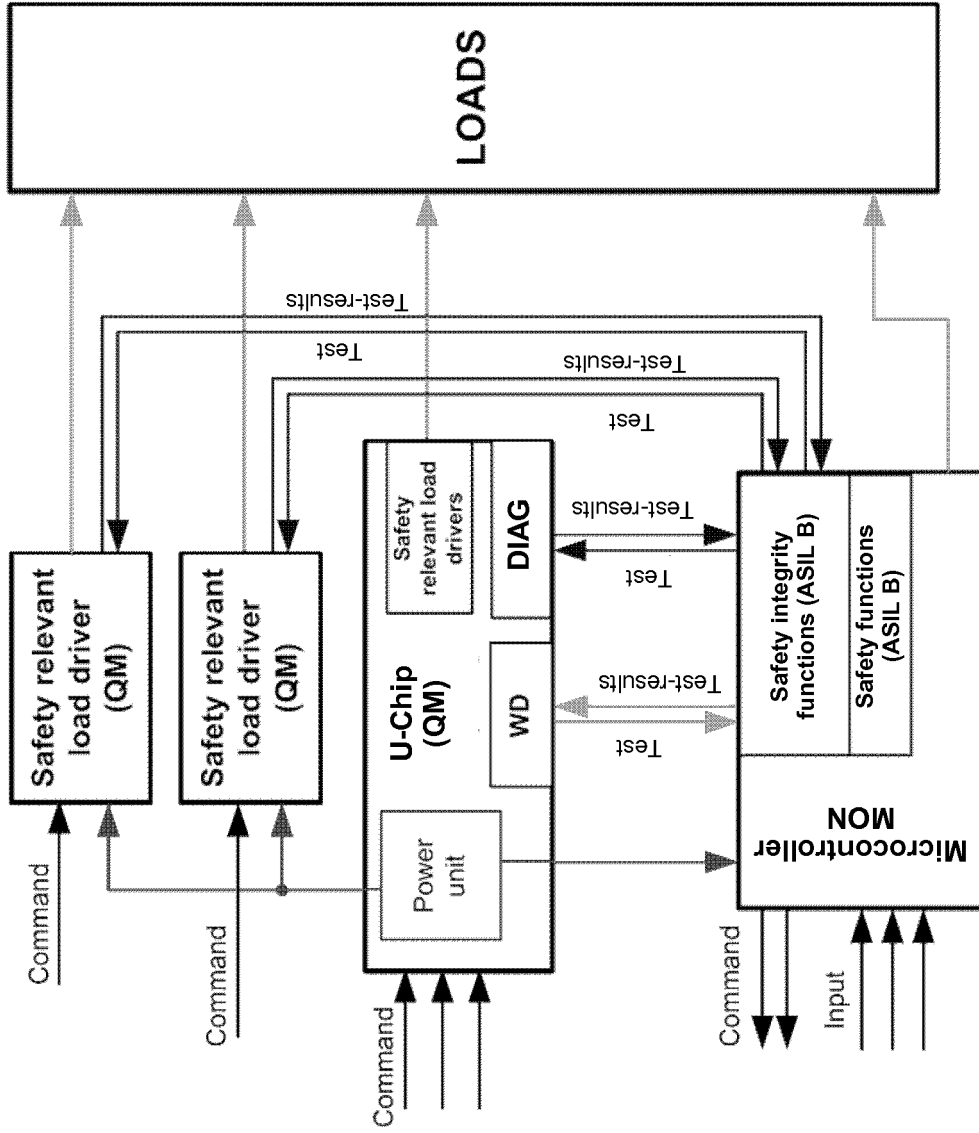 LOADS
Safety relevant
load driver
(QM)
Command
Test-results
Test
Safety relevant
load driver
(QM)
Command
Test-results
Test
U-Chip
(QM)
Safety
relevant load
drivers
DIAG
WD
Power
unit
Command
Test-results
Test
Test-results
Test
Safety integrity
functions (ASIL B)
Safety functions
(ASIL B)
Microcontroller
MON
Command
Input